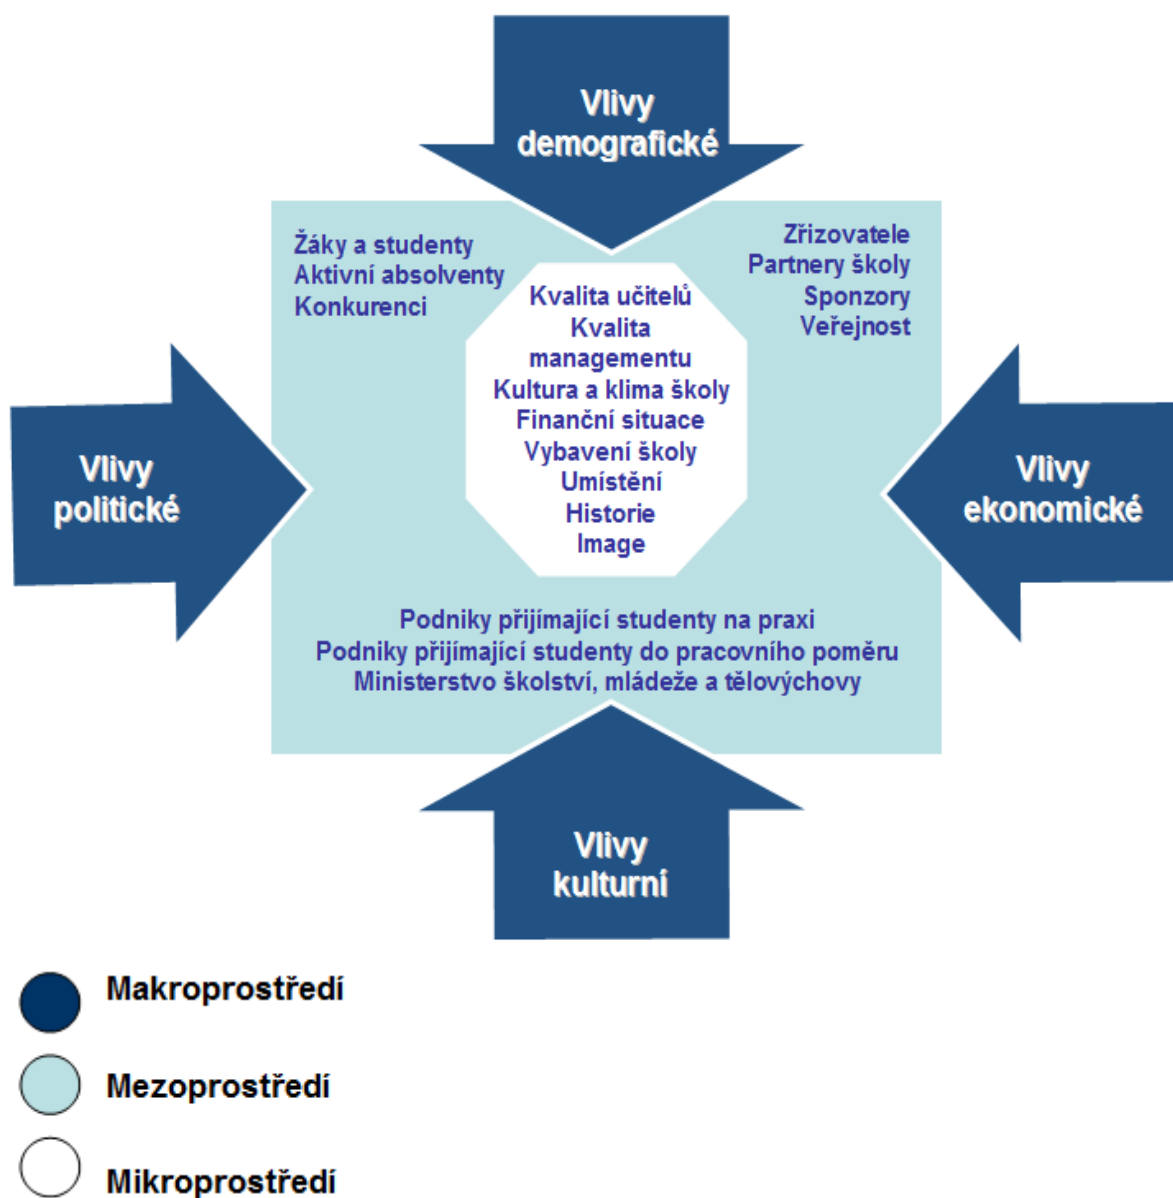 Vlivy
demografické
Žáky a studenty
Aktivní absolventy
Konkurenci
Zřizovatele
Partnery školy
Sponzory
Veřejnost
Kvalita učitelů
Kvalita
managementu
Kultura a klima školy
Finanční situace
Vybavení školy
Umístění
Historie
Image
Vlivy
politické
Vlivy
ekonomické
Podniky přijímající studenty na praxi
Podniky přijímající studenty do pracovního poměru
Ministerstvo školství, mládeže a tělovýchovy
Vlivy
kulturní
Makroprostředí
Mezoprostředí
Mikroprostředí